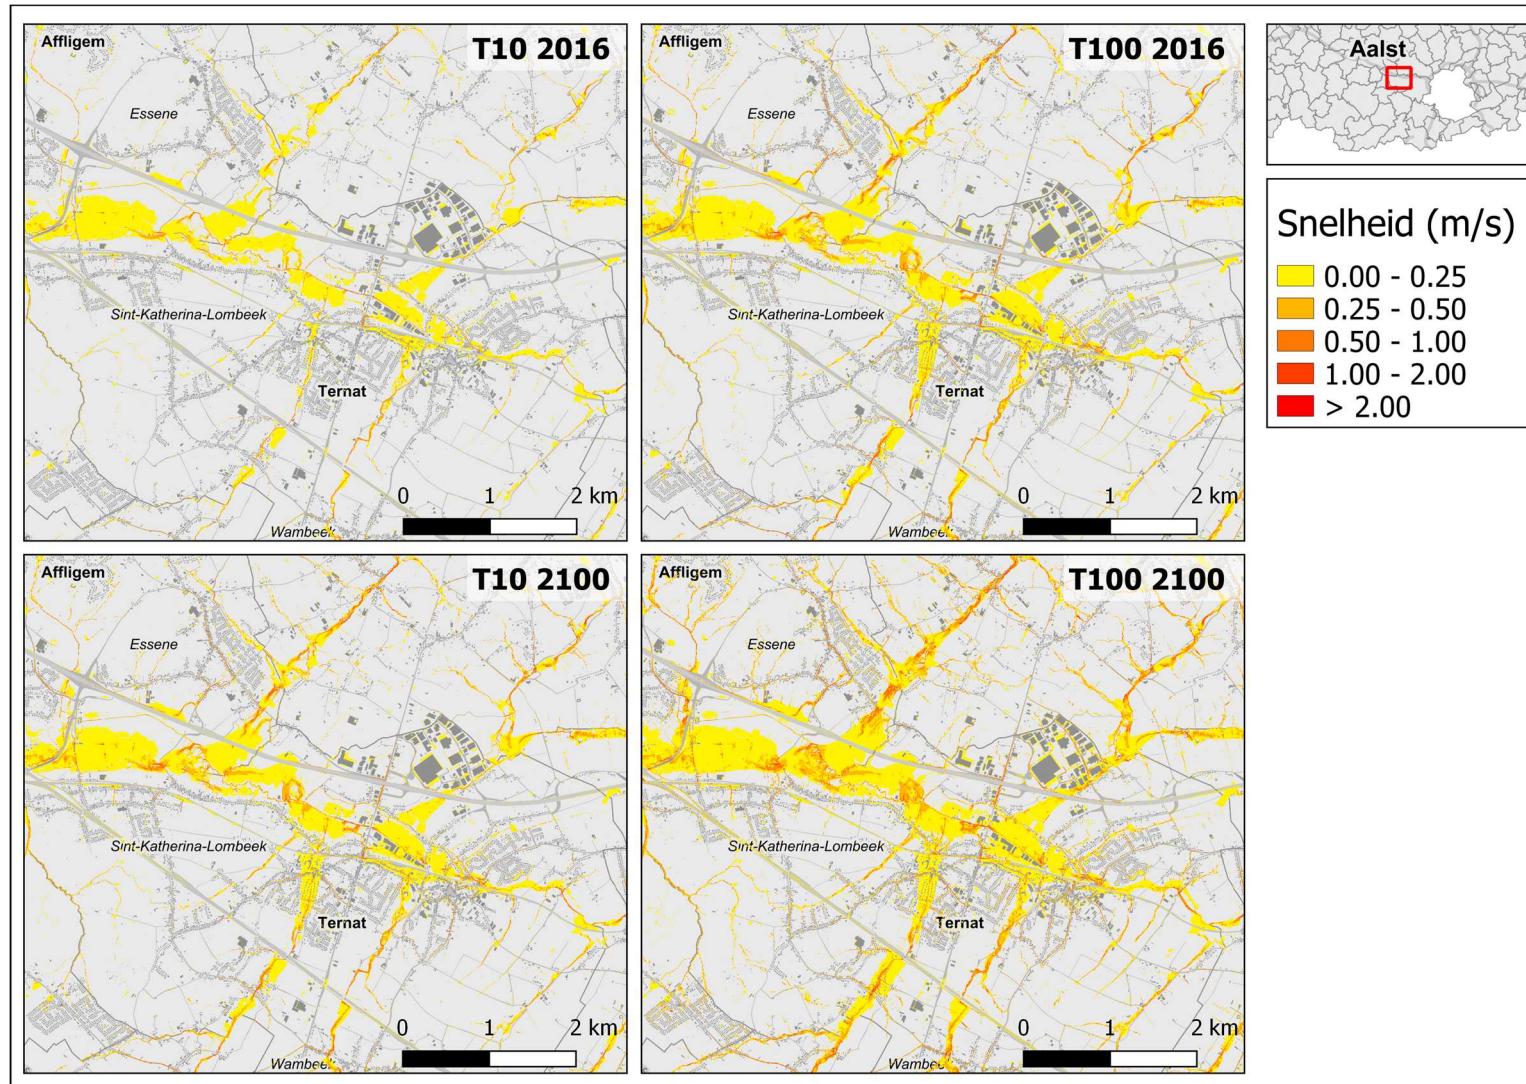 Affligem
T10 2016
Essene
Sint-Katherina-Lombeek
Ternat
0 1 2 km
Wambeek
Affligem
T100 2016
Essene
Sint-Katherina-Lombeek
Ternat
0 1 2 km
Wambeek
Aalst
Snelheid (m/s)
0.00 - 0.25
0.25 - 0.50
0.50 - 1.00
1.00 - 2.00
> 2.00
Affligem
T10 2100
Essene
Sint-Katherina-Lombeek
Ternat
0 1 2 km
Wambeek
Affligem
T100 2100
Essene
Sint-Katherina-Lombeek
Ternat
0 1 2 km
Wambeek